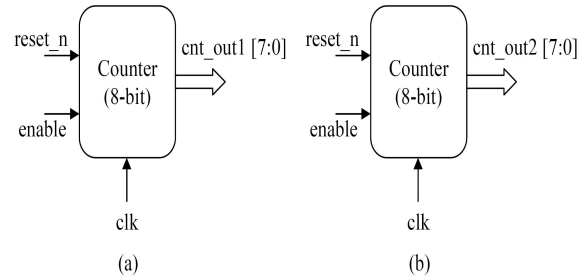 reset_n
Counter
(8-bit)
cnt_out1 [7:0]
enable
clk
(a)
reset_n
Counter
(8-bit)
cnt_out2 [7:0]
enable
clk
(b)